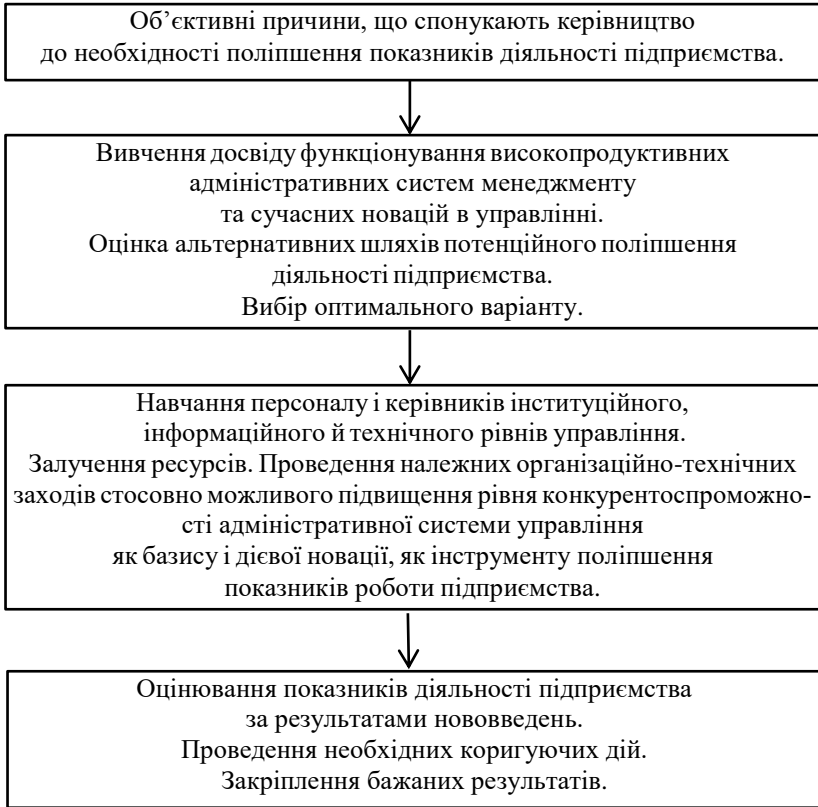 Об’єктивні причини, що спонукають керівництво
до необхідності поліпшення показників діяльності підприємства.
Вивчення досвіду функціонування високопродуктивних
адміністративних систем менеджменту
та сучасних новацій в управлінні.
Оцінка альтернативних шляхів потенційного поліпшення
діяльності підприємства.
Вибір оптимального варіанту.
Навчання персоналу і керівників інституційного,
інформаційного й технічного рівнів управління.
Залучення ресурсів. Проведення належних організаційно-технічних
заходів стосовно можливого підвищення рівня конкурентоспроможно-
сті адміністративної системи управління
як базису і дієвої новації, як інструменту поліпшення
показників роботи підприємства.
Оцінювання показників діяльності підприємства
за результатами нововведень.
Проведення необхідних коригуючих дій.
Закріплення бажаних результатів.